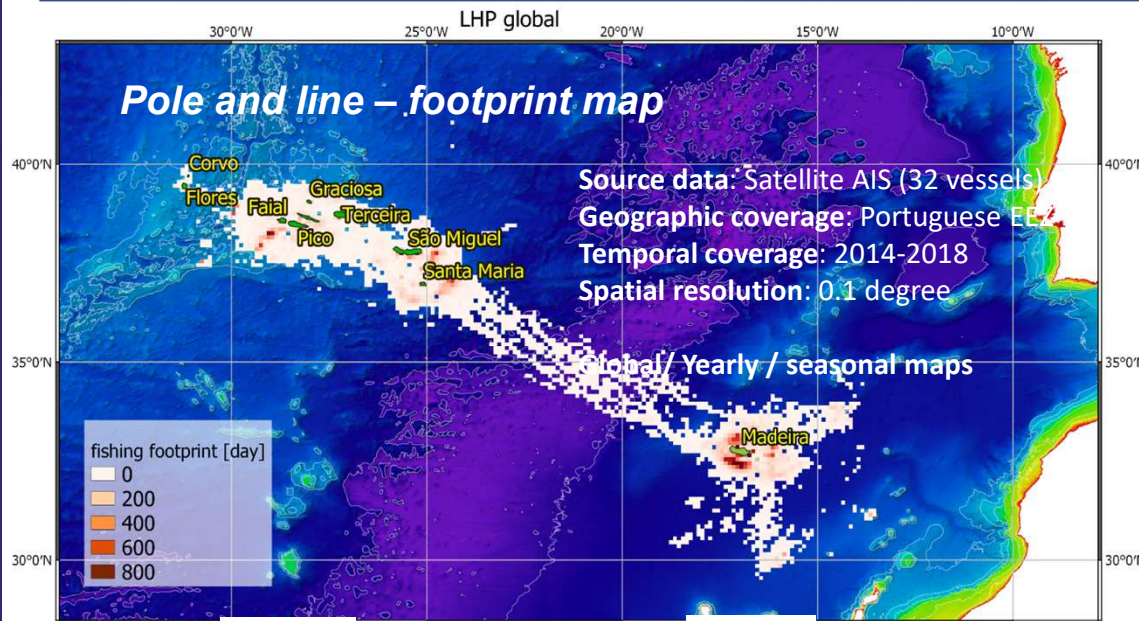 LHP global
30°0'W 25°0'W 20°0'W 15°0'W 10°0'W
Pole and line – footprint map
40°0'N 40°0'N
Corvo
Flores
Graciosa
Faial
Terceira
Pico
São Miguel
Santa Maria
Source data: Satellite AIS (32 vessels)
Geographic coverage: Portuguese EEZ
Temporal coverage: 2014-2018
Spatial resolution: 0.1 degree
35°0'N 35°0'N
Global/ Yearly / seasonal maps
Madeira
fishing footprint [day]
0
200
400
600
800
30°0'N 30°0'N